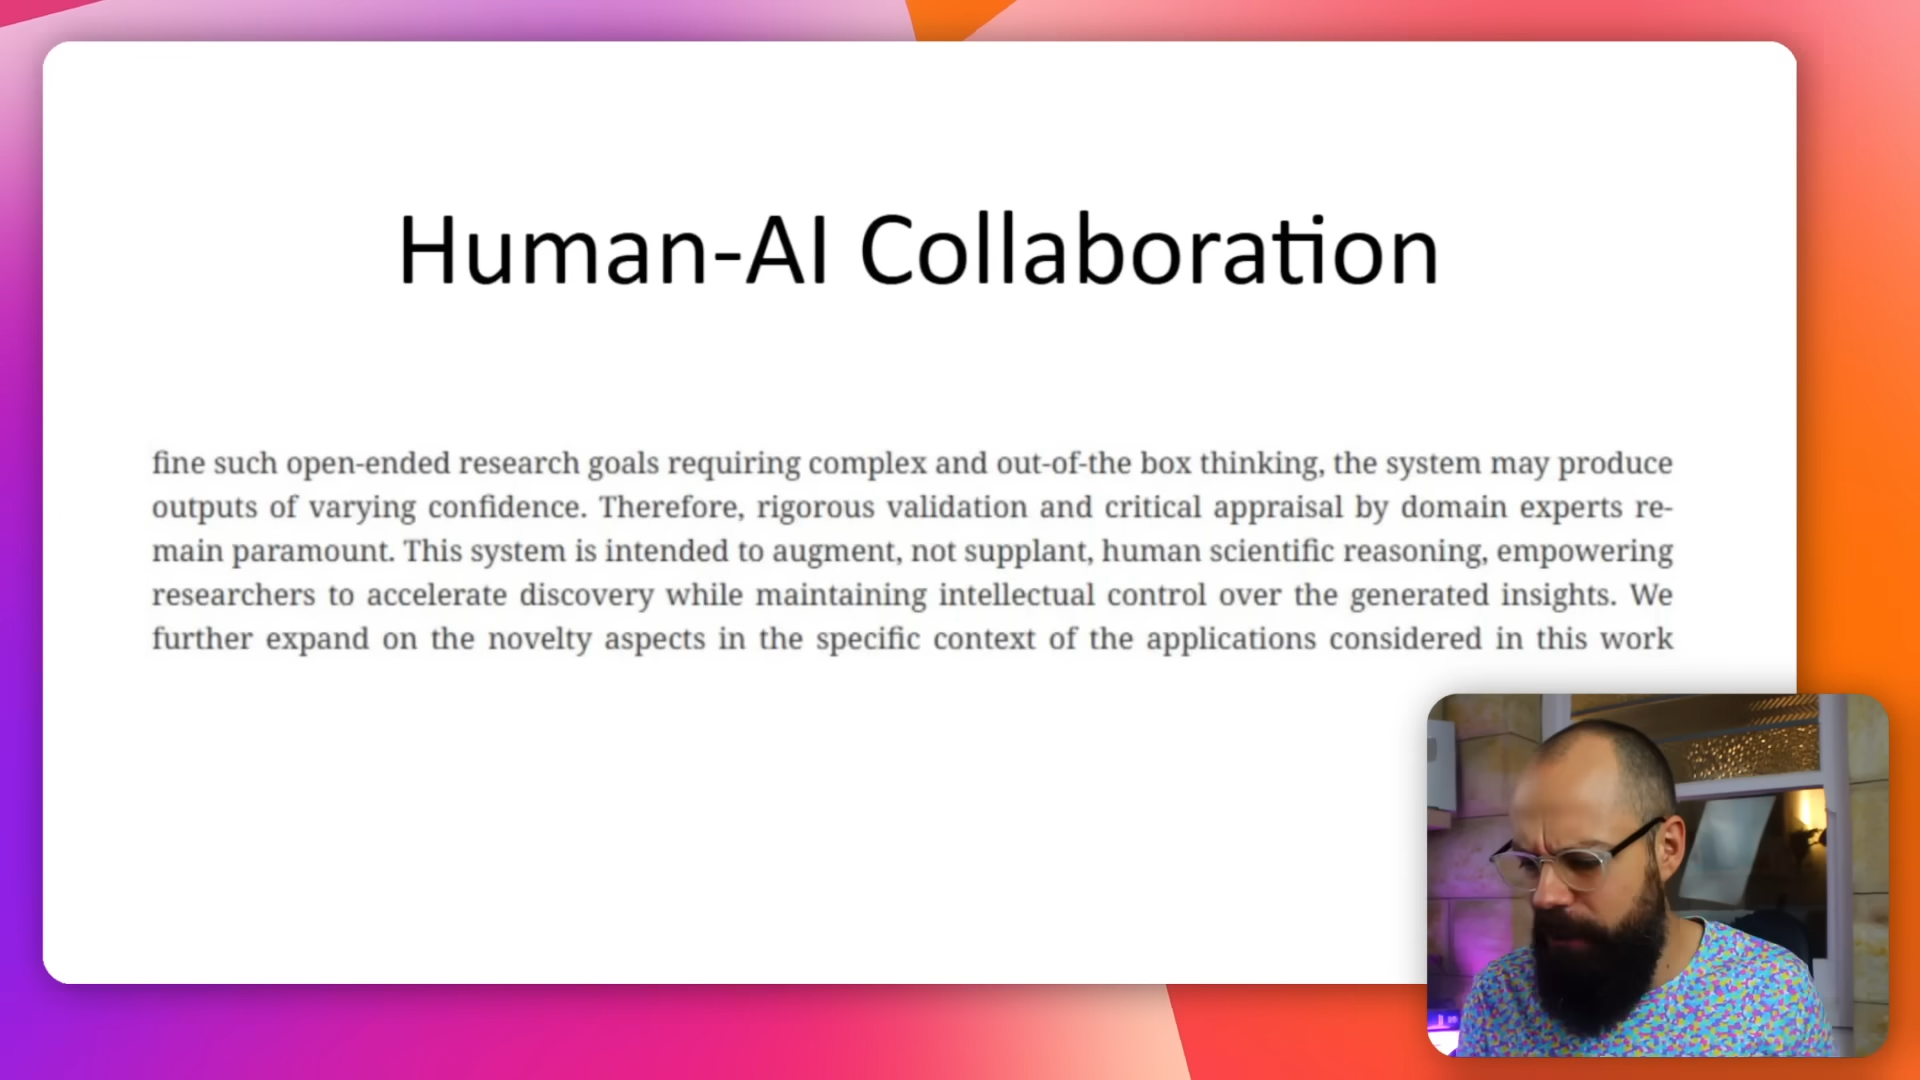 Human-AI Collaboration
fine such open-ended research goals requiring complex and out-of-the box thinking, the system may produce
outputs of varying confidence. Therefore, rigorous validation and critical appraisal by domain experts re-
main paramount. This system is intended to augment, not supplant, human scientific reasoning, empowering
researchers to accelerate discovery while maintaining intellectual control over the generated insights. We
further expand on the novelty aspects in the specific context of the applications considered in this work